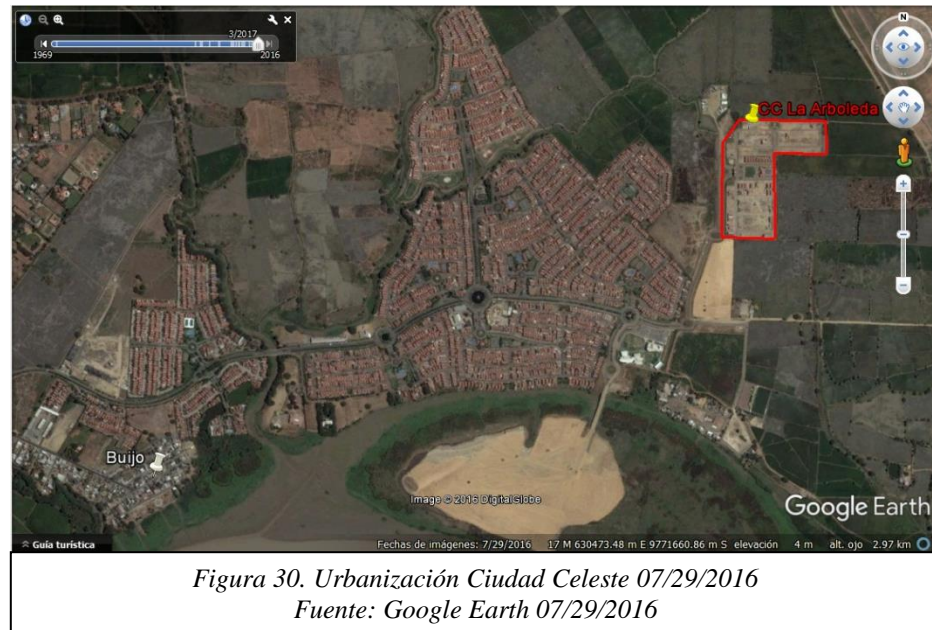 3/2017
1969
2016
N
CC La Arboleda
Buijo
Image © 2016 DigitalGlobe
Google Earth
Guía turística
Fechas de imágenes: 7/29/2016 17 M 630473.48 m E 9771660.86 m S elevación 4 m alt. ojo 2.97 km
Figura 30. Urbanización Ciudad Celeste 07/29/2016
Fuente: Google Earth 07/29/2016